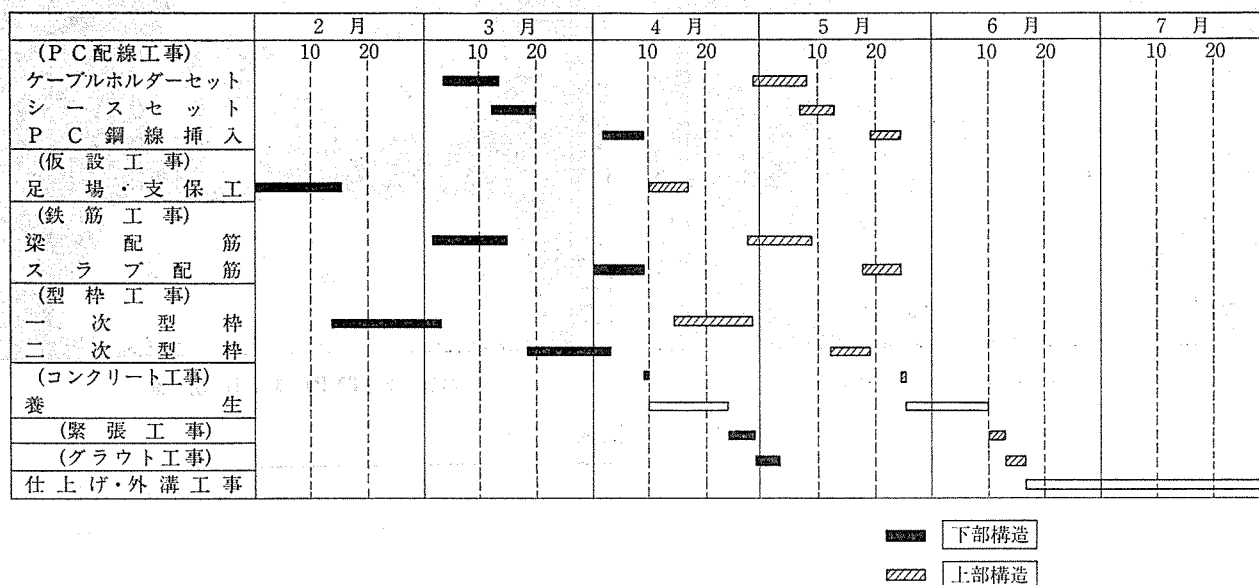 2 月 3 月 4 月 5 月 6 月 7 月
(PC配線工事) 10 20 10 20 10 20 10 20 10 20 10 20
ケーブルホルダーセット
シースセット
PC鋼線挿入
(仮設工事)
足場・支保工
(鉄筋工事)
梁配筋
スラブ配筋
(型枠工事)
一次型枠
二次型枠
(コンクリート工事)
養生
(緊張工事)
(グラウト工事)
仕上げ・外溝工事
下部構造
上部構造